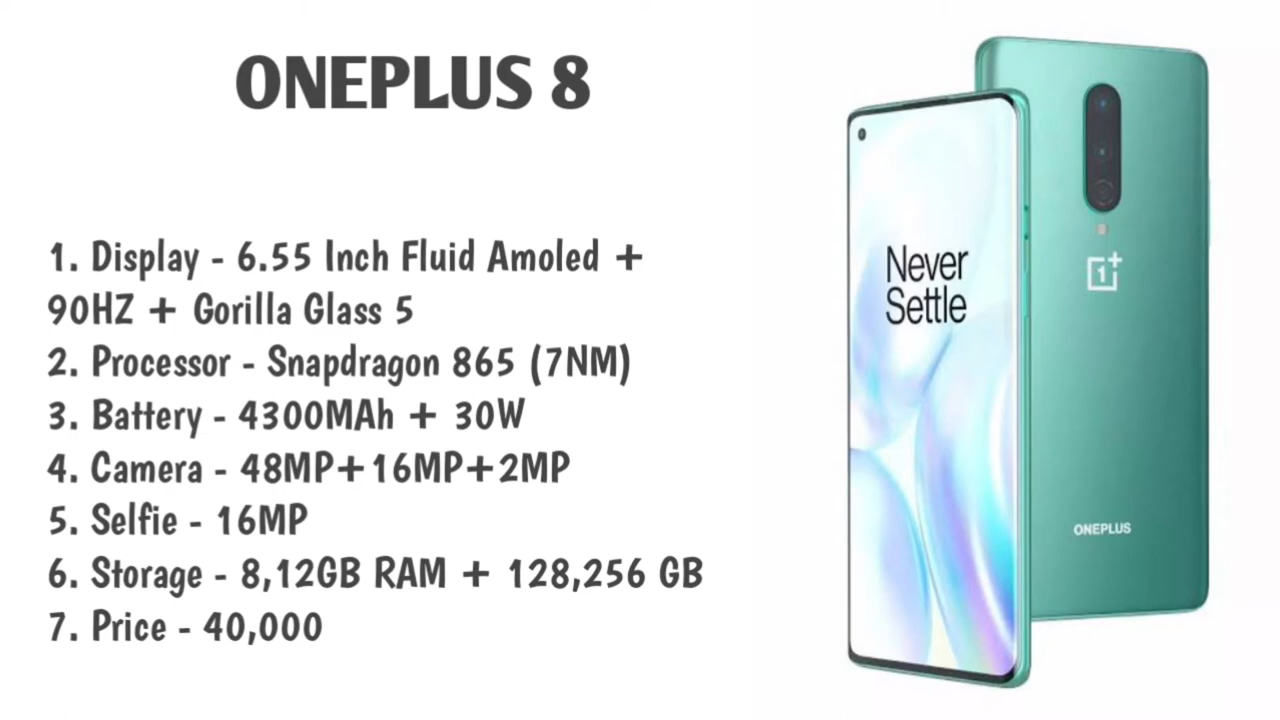 ONEPLUS 8
1. Display - 6.55 Inch Fluid Amoled +
90HZ + Gorilla Glass 5
2. Processor - Snapdragon 865 (7NM)
3. Battery - 4300MAh + 30W
4. Camera - 48MP+16MP+2MP
5. Selfie - 16MP
6. Storage - 8,12GB RAM + 128,256 GB
7. Price - 40,000
Never
Settle
1+
ONEPLUS